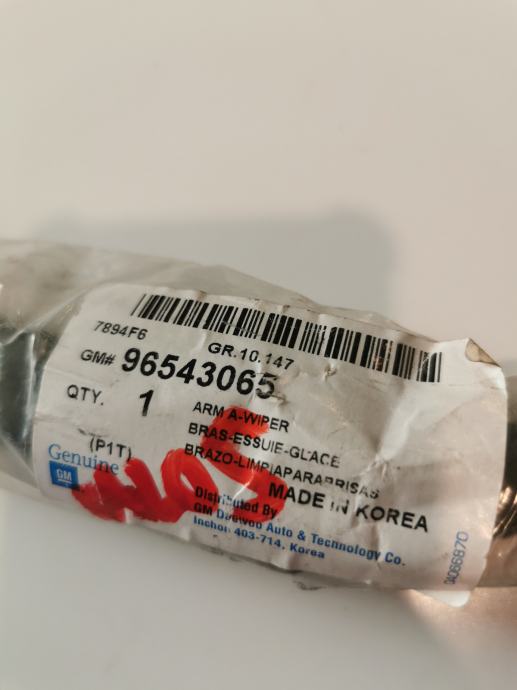 7894F6
GR.10.147
GM# 96543065
QTY. 1
ARM A-WIPER
BRAS-ESSUIE-GLACE
BRAZO-LIMPIAPARABRISAS
(P1T)
MADE IN KOREA
Genuine
GM
Distributed By
GM Daewoo Auto & Technology Co.
Inchon 403-714, Korea
0A06687D